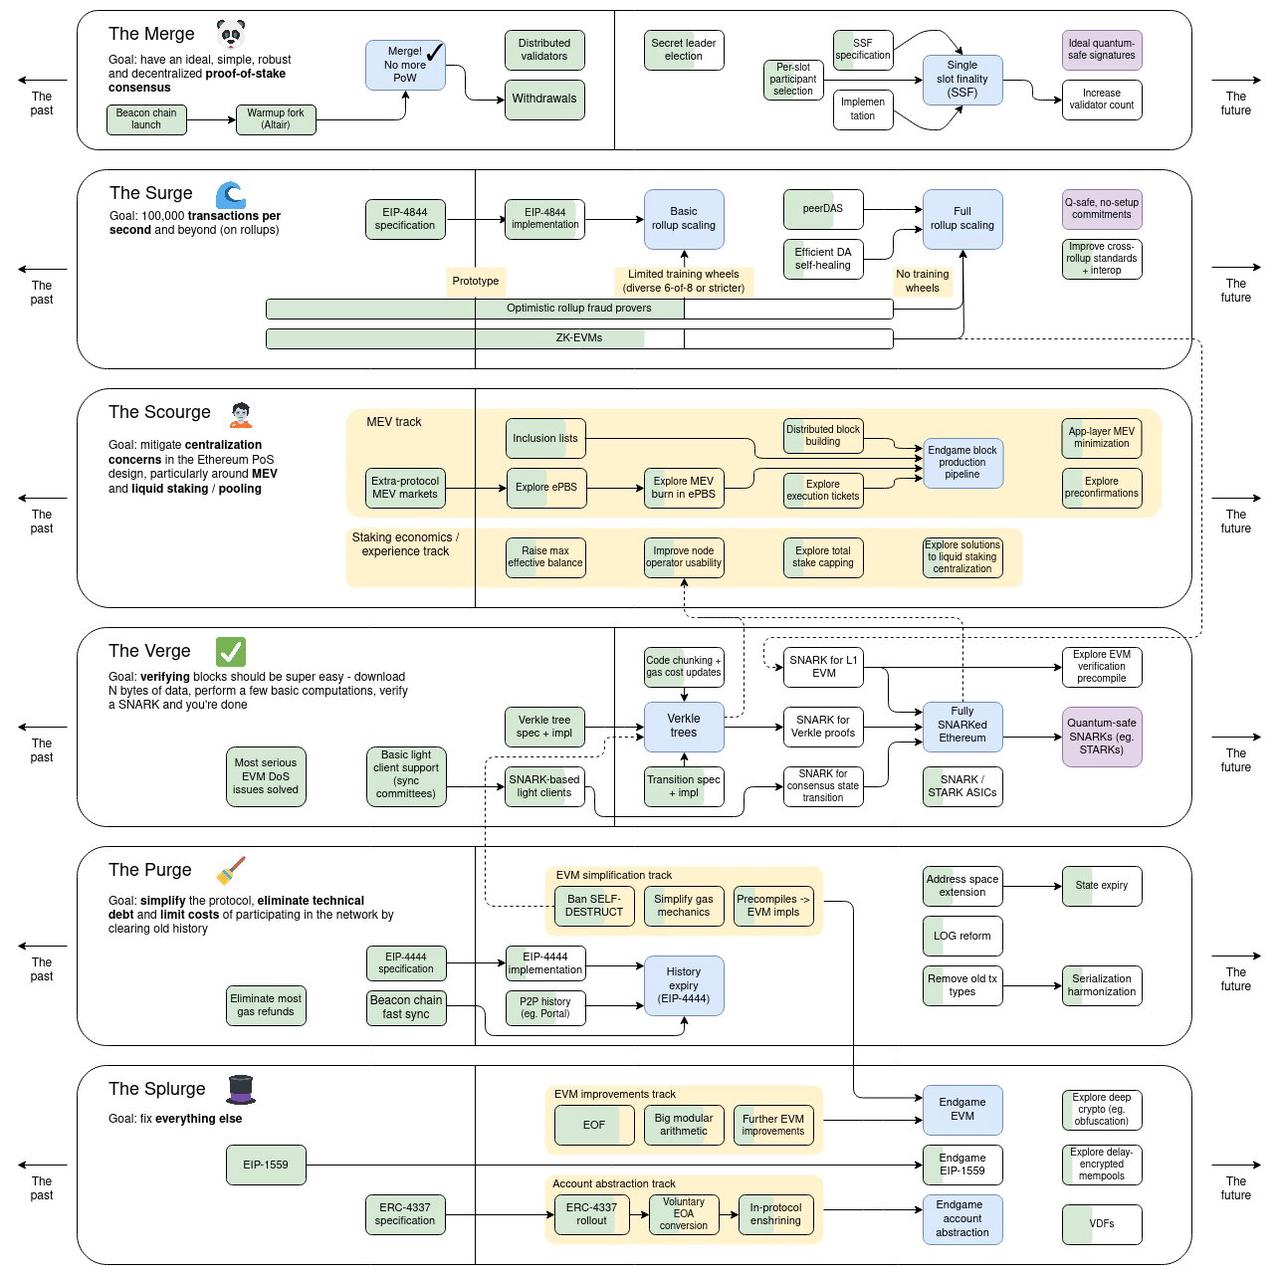 The Merge
Goal: have an ideal, simple, robust
and decentralized proof-of-stake
consensus
Beacon chain
launch
Warmup fork
(Altair)
Merge!
No more
PoW
Distributed
validators
Withdrawals
Secret leader
election
SSF
specification
Per-slot
participant
selection
Implemen
tation
Single
slot finality
(SSF)
Ideal quantum-
safe signatures
Increase
validator count
The
past
The
future
The Surge
Goal: 100,000 transactions per
second and beyond (on rollups)
EIP-4844
specification
EIP-4844
implementation
Basic
rollup scaling
peerDAS
Efficient DA
self-healing
Full
rollup scaling
Q-safe, no-setup
commitments
Improve cross-
rollup standards
+ interop
Prototype
Limited training wheels
(diverse 6-of-8 or stricter)
No training
wheels
Optimistic rollup fraud provers
ZK-EVMs
The
past
The
future
The Scourge
Goal: mitigate centralization
concerns in the Ethereum PoS
design, particularly around MEV
and liquid staking / pooling
MEV track
Extra-protocol
MEV markets
Inclusion lists
Explore ePBS
Explore MEV
burn in ePBS
Distributed block
building
Explore
execution tickets
Endgame block
production
pipeline
App-layer MEV
minimization
Explore
preconfirmations
Staking economics /
experience track
Raise max
effective balance
Improve node
operator usability
Explore total
stake capping
Explore solutions
to liquid staking
centralization
The
past
The
future
The Verge
Goal: verifying blocks should be super easy - download
N bytes of data, perform a few basic computations, verify
a SNARK and you're done
Most serious
EVM DoS
issues solved
Basic light
client support
(sync
committees)
Verkle tree
spec + impl
SNARK-based
light clients
Code chunking +
gas cost updates
Verkle
trees
Transition spec
+ impl
SNARK for L1
EVM
SNARK for
Verkle proofs
SNARK for
consensus state
transition
Fully
SNARKed
Ethereum
SNARK /
STARK ASICs
Explore EVM
verification
precompile
Quantum-safe
SNARKs (eg.
STARKs)
The
past
The
future
The Purge
Goal: simplify the protocol, eliminate technical
debt and limit costs of participating in the network by
clearing old history
Eliminate most
gas refunds
EIP-4444
specification
Beacon chain
fast sync
EVM simplification track
Ban SELF-
DESTRUCT
Simplify gas
mechanics
Precompiles ->
EVM impls
EIP-4444
implementation
P2P history
(eg. Portal)
History
expiry
(EIP-4444)
Address space
extension
State expiry
LOG reform
Remove old tx
types
Serialization
harmonization
The
past
The
future
The Splurge
Goal: fix everything else
EIP-1559
ERC-4337
specification
EVM improvements track
EOF
Big modular
arithmetic
Further EVM
improvements
Account abstraction track
ERC-4337
rollout
Voluntary
EOA
conversion
In-protocol
enshrining
Endgame
EVM
Endgame
EIP-1559
Endgame
account
abstraction
Explore deep
crypto (eg.
obfuscation)
Explore delay-
encrypted
mempools
VDFs
The
past
The
future